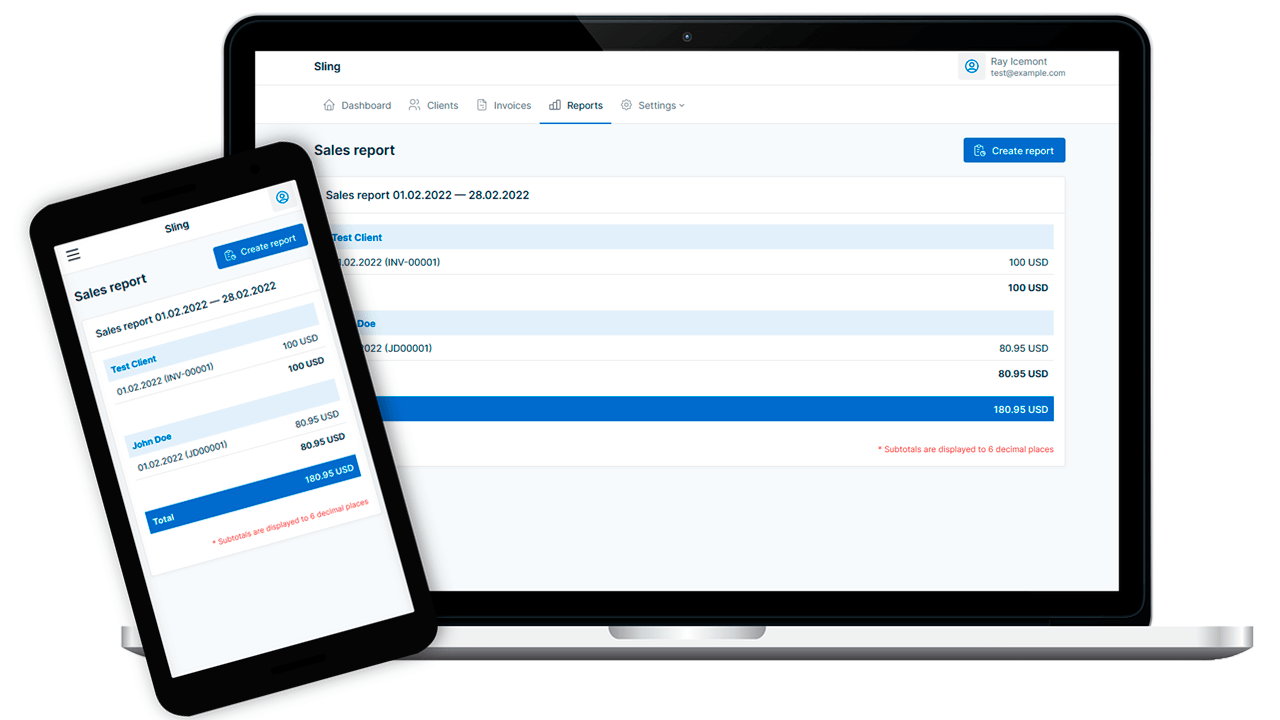 Sling
Ray Icemont
test@example.com
Dashboard Clients Invoices Reports Settings
Sales report
Create report
Sales report 01.02.2022 — 28.02.2022
Test Client
.02.2022 (INV-00001) 100 USD
100 USD
Doe
2022 (JD00001) 80.95 USD
80.95 USD
180.95 USD
* Subtotals are displayed to 6 decimal places
Sling
Sales report
Create report
Sales report 01.02.2022 — 28.02.2022
Test Client
01.02.2022 (INV-00001) 100 USD
100 USD
John Doe
01.02.2022 (JD00001) 80.95 USD
80.95 USD
Total 180.95 USD
* Subtotals are displayed to 6 decimal places